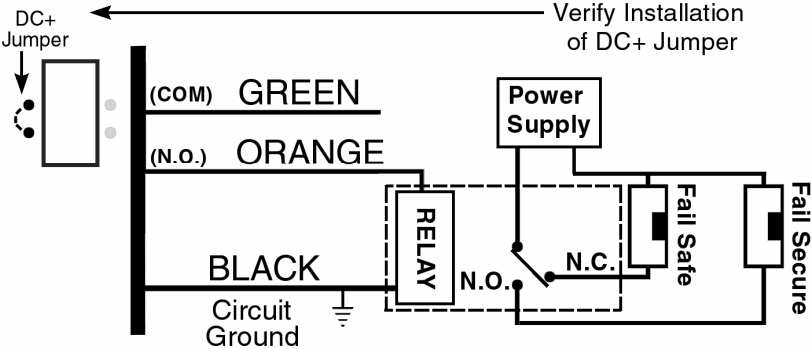 DC+
Jumper
Verify Installation
of DC+ Jumper
(COM) GREEN
(N.O.) ORANGE
BLACK
Circuit
Ground
RELAY
Power
Supply
N.C.
N.O.
Fail Safe
Fail Secure